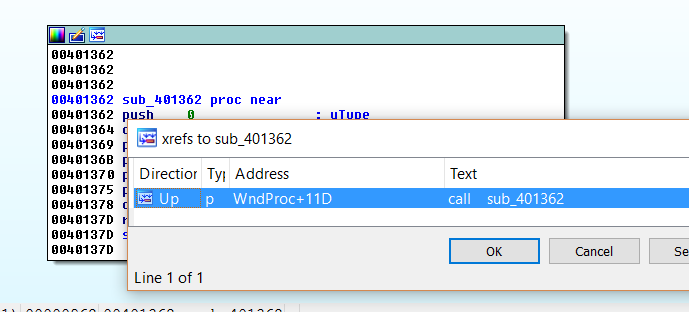 00401362
00401362
00401362
00401362 sub_401362 proc near
00401362 push 0 ; uType
00401364
00401369
0040136B
00401370
00401375
00401378
0040137D
0040137D
0040137D
xrefs to sub_401362
Direction Typ Address Text
Up p WndProc+11D call sub_401362
OK Cancel Se
Line 1 of 1